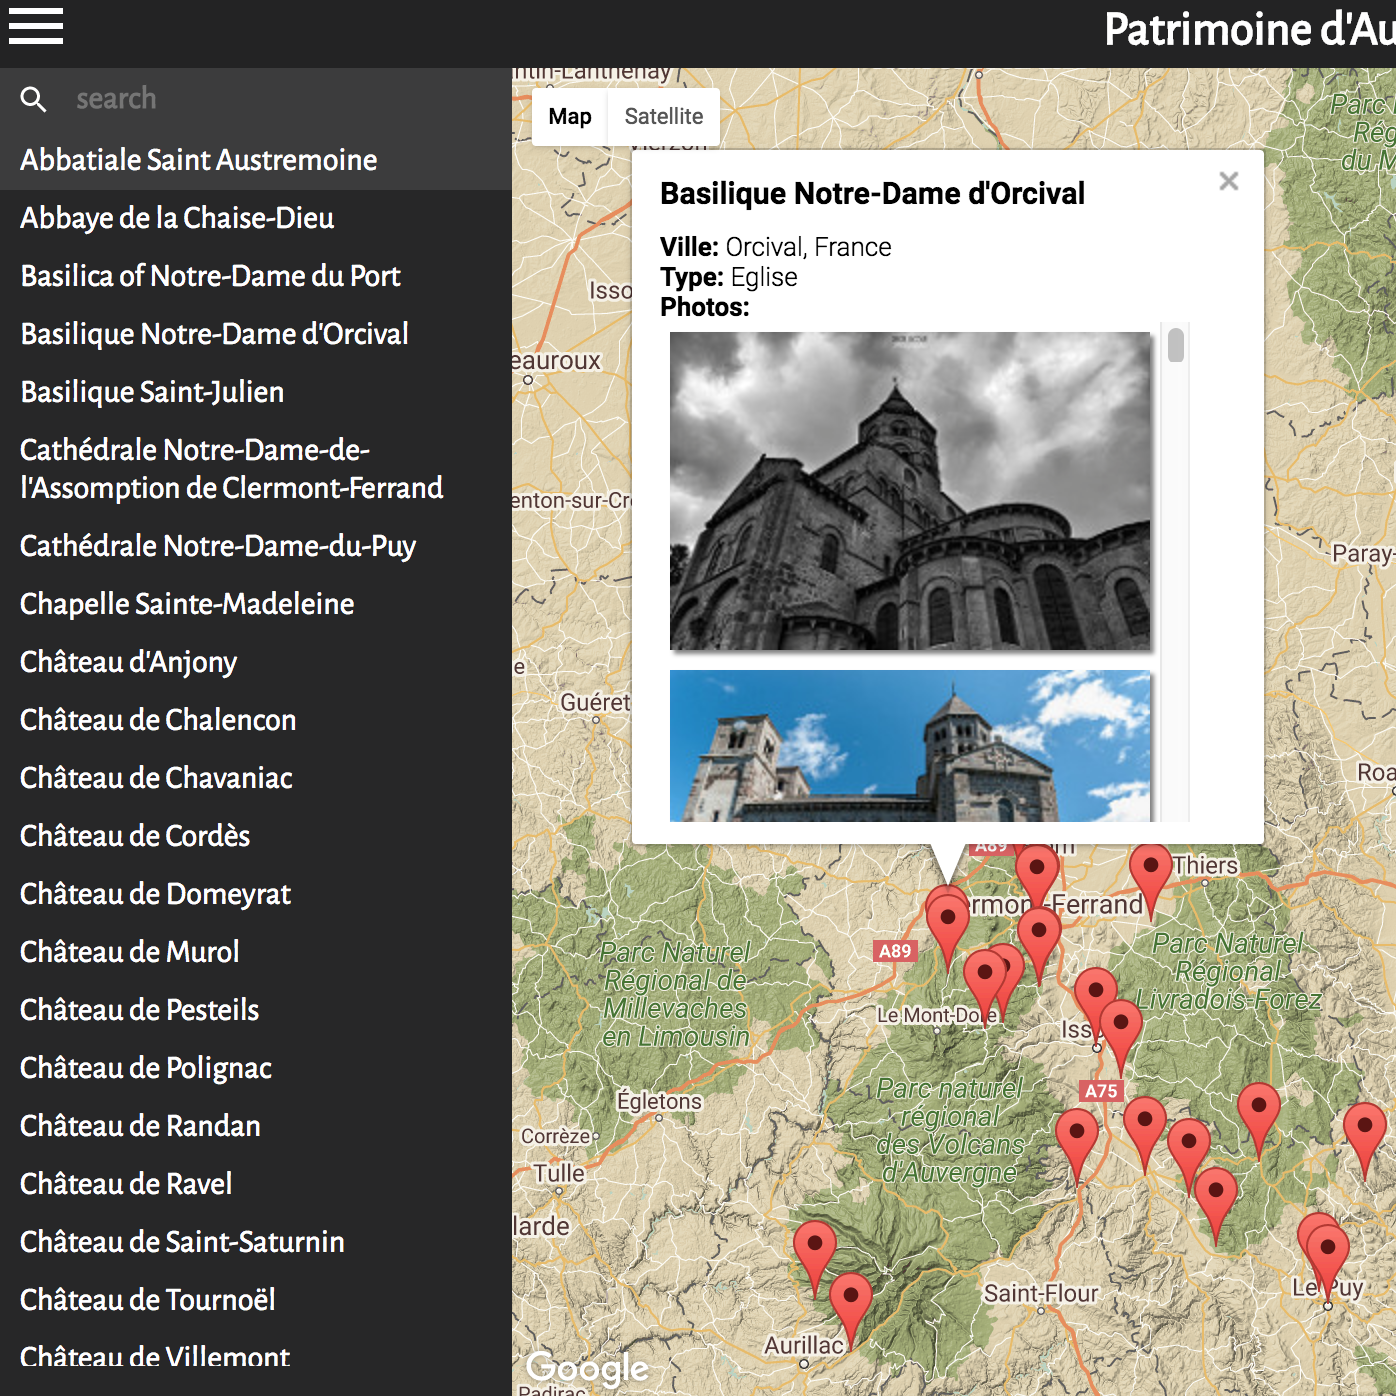 Patrimoine d'Au
search
Abbatiale Saint Austremoine
Abbaye de la Chaise-Dieu
Basilica of Notre-Dame du Port
Basilique Notre-Dame d'Orcival
Basilique Saint-Julien
Cathédrale Notre-Dame-de-
l'Assomption de Clermont-Ferrand
Cathédrale Notre-Dame-du-Puy
Chapelle Sainte-Madeleine
Château d'Anjony
Château de Chalencon
Château de Chavaniac
Château de Cordès
Château de Domeyrat
Château de Murol
Château de Pesteils
Château de Polignac
Château de Randan
Château de Ravel
Château de Saint-Saturnin
Château de Tournoël
Château de Villemont
Map
Satellite
Basilique Notre-Dame d'Orcival
Ville: Orcival, France
Type: Eglise
Photos:
Parc
Rég
du M
Isso
eauroux
enton-sur-Cr
Paray-
e
Guéret
Roa
A89
m
Thiers
ermon -Ferrand
A89
Parc Naturel
Régional de
Millevaches
en Limousin
Parc Naturel
Régional
Livradois-Forez
Le Mont-Dore
Iss
A75
Parc naturel
régional
des Volcans
d'Auvergne
Égletons
Corrèze
Tulle
larde
Saint-Flour
Le Puy
Aurillac
Google
Padirac